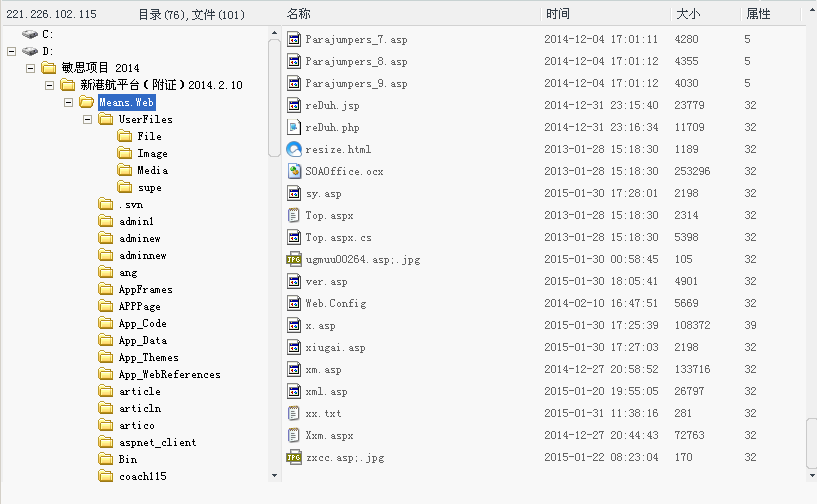 221.226.102.115 目录(76),文件(101) 名称 时间 大小 属性
C:
D:
敏思项目 2014
新港航平台(附证)2014.2.10
Means.Web
UserFiles
File
Image
Media
supe
.svn
admin1
adminew
adminnew
ang
AppFrames
APPPage
App_Code
App_Data
App_Themes
App_WebReferences
article
articln
artico
aspnet_client
Bin
coach115
Parajumpers_7.asp 2014-12-04 17:01:11 4280 5
Parajumpers_8.asp 2014-12-04 17:01:12 4355 5
Parajumpers_9.asp 2014-12-04 17:01:12 4030 5
reDuh.jsp 2014-12-31 23:15:40 23779 32
reDuh.php 2014-12-31 23:16:34 11709 32
resize.html 2013-01-28 15:18:30 1189 32
SOAOffice.ocx 2013-01-28 15:18:30 253296 32
sy.asp 2015-01-30 17:28:01 2198 32
Top.aspx 2013-01-28 15:18:30 2314 32
Top.aspx.cs 2013-01-28 15:18:30 5398 32
JPG ugmuu00264.asp;.jpg 2015-01-30 00:58:45 105 32
ver.asp 2015-01-30 18:05:41 4901 32
Web.Config 2014-02-10 16:47:51 5669 32
x.asp 2015-01-30 17:25:39 108372 39
xiugai.asp 2015-01-30 17:27:03 2198 32
xm.asp 2014-12-27 20:58:52 133716 32
xml.asp 2015-01-20 19:55:05 26797 32
xx.txt 2015-01-31 11:38:16 281 32
Xxm.aspx 2014-12-27 20:44:43 72763 32
JPG zxcc.asp;.jpg 2015-01-22 08:23:04 170 32